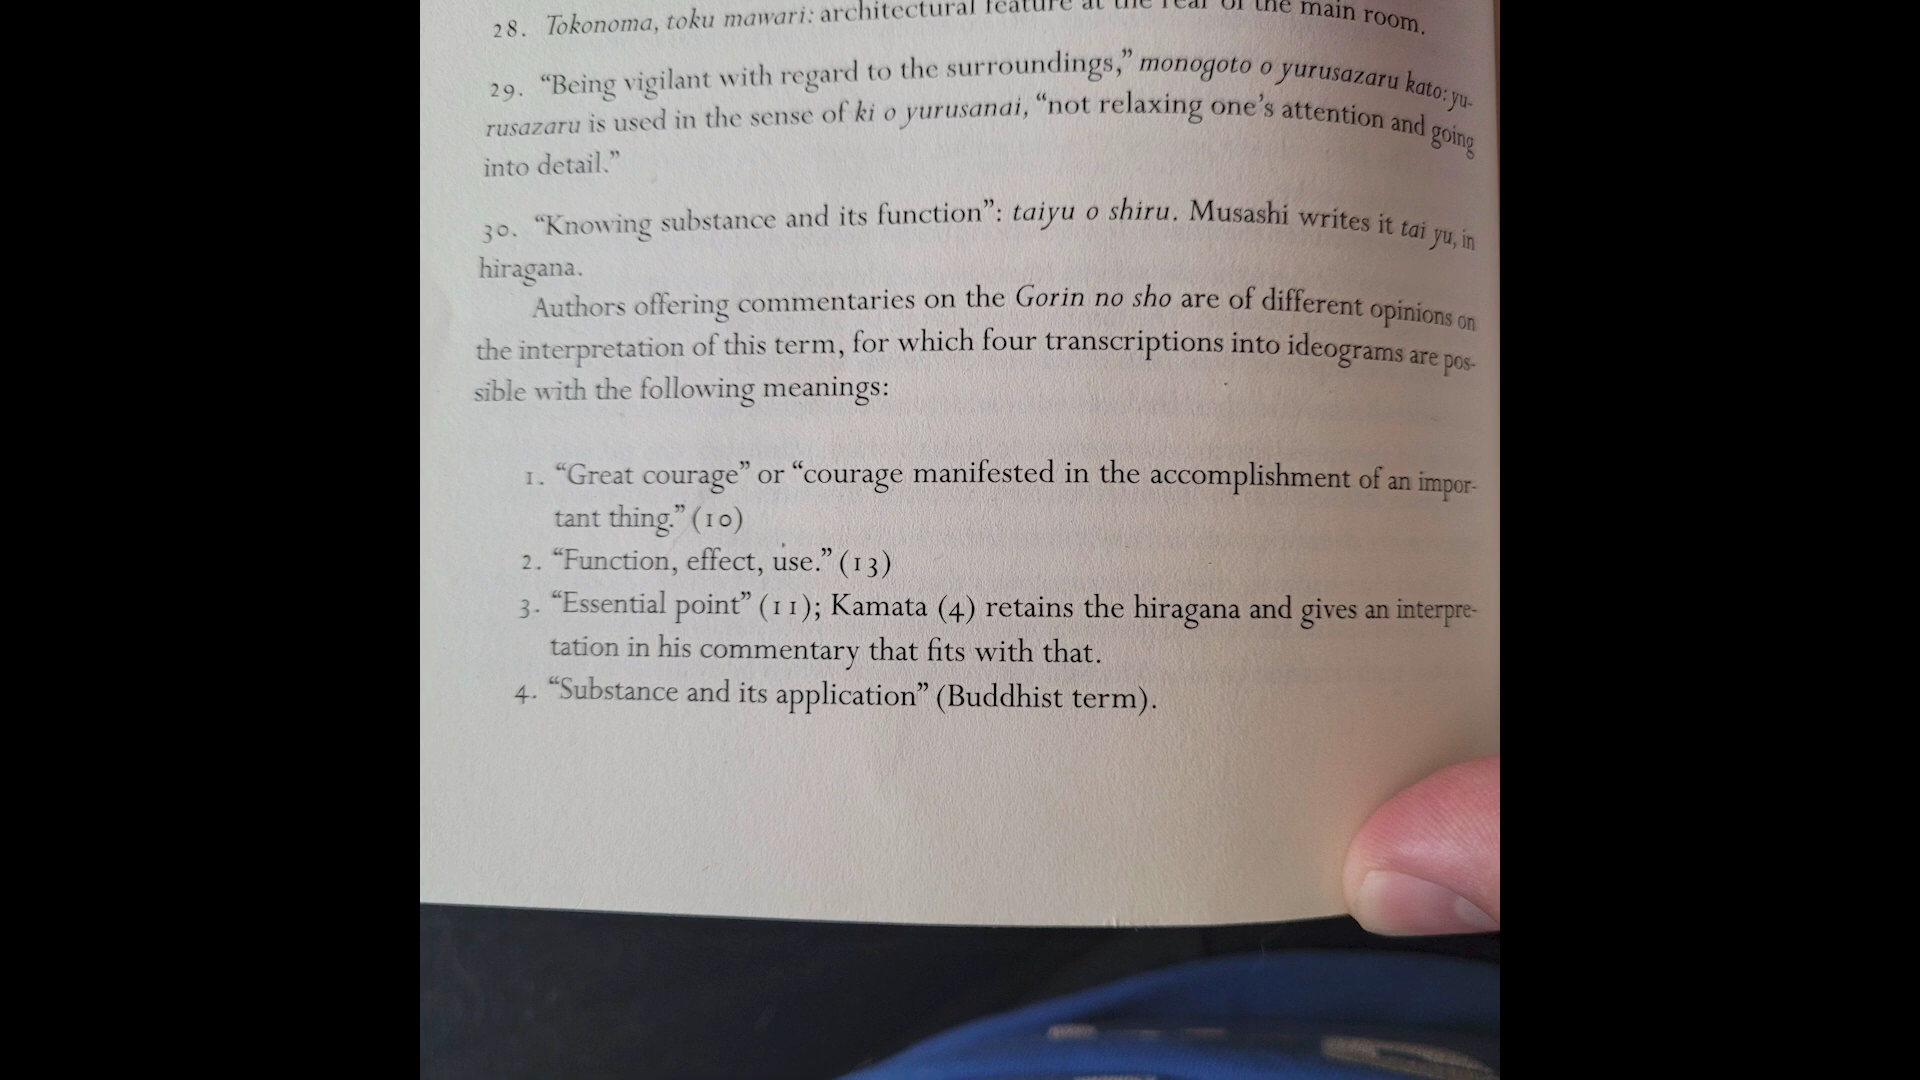 28. Tokonoma, toku mawari: architectural feature at the rear of the main room.
29. “Being vigilant with regard to the surroundings,” monogoto o yurusazaru kato: yu-
rusazaru is used in the sense of ki o yurusanai, “not relaxing one’s attention and going
into detail.”
30. “Knowing substance and its function”: taiyu o shiru. Musashi writes it tai yu, in
hiragana.
Authors offering commentaries on the Gorin no sho are of different opinions on
the interpretation of this term, for which four transcriptions into ideograms are pos-
sible with the following meanings:
1. “Great courage” or “courage manifested in the accomplishment of an impor-
tant thing.” (10)
2. “Function, effect, use.” (13)
3. “Essential point” (11); Kamata (4) retains the hiragana and gives an interpre-
tation in his commentary that fits with that.
4. “Substance and its application” (Buddhist term).